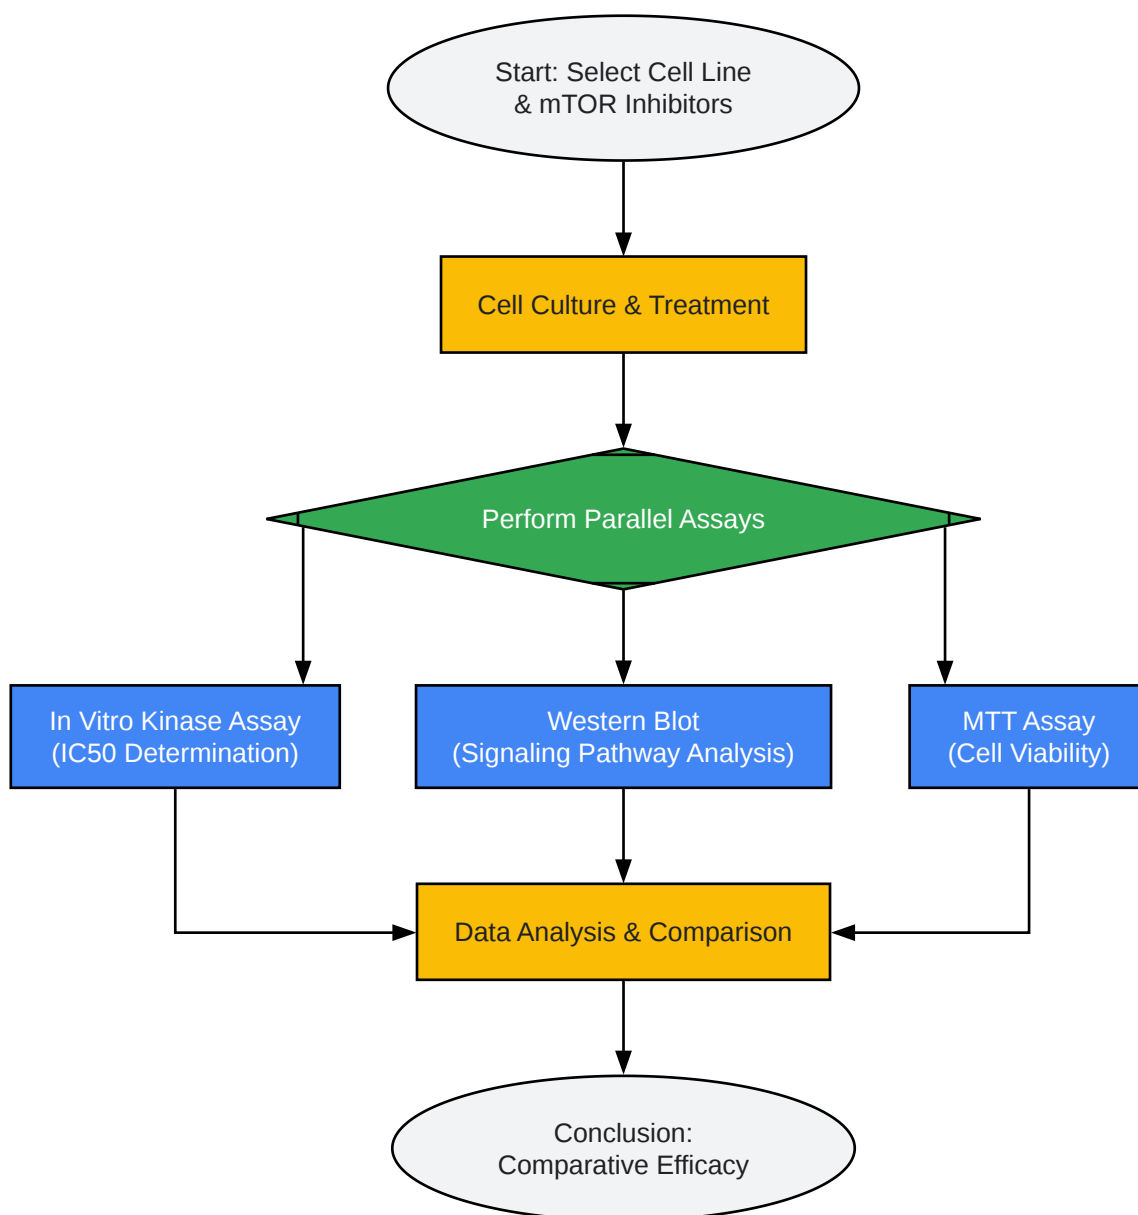 Start: Select Cell Line
& mTOR Inhibitors
Cell Culture & Treatment
Perform Parallel Assays
In Vitro Kinase Assay
(IC50 Determination)
Western Blot
(Signaling Pathway Analysis)
MTT Assay
(Cell Viability)
Data Analysis & Comparison
Conclusion:
Comparative Efficacy